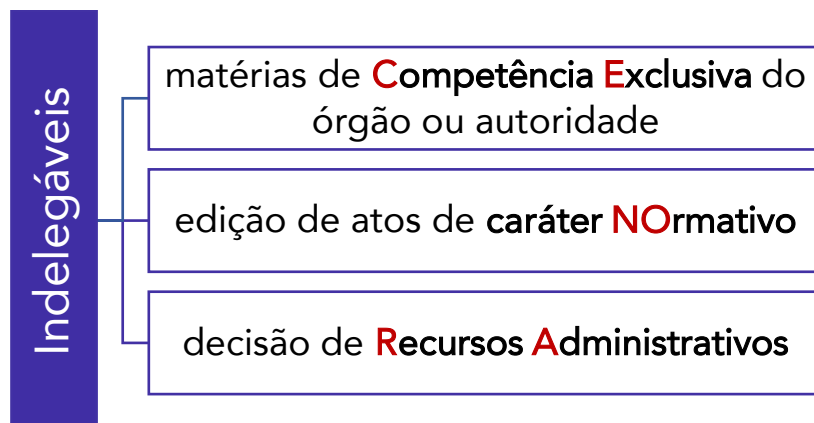 Indelegáveis
matérias de Competência Exclusiva do
órgão ou autoridade
edição de atos de caráter NOrmativo
decisão de Recursos Administrativos